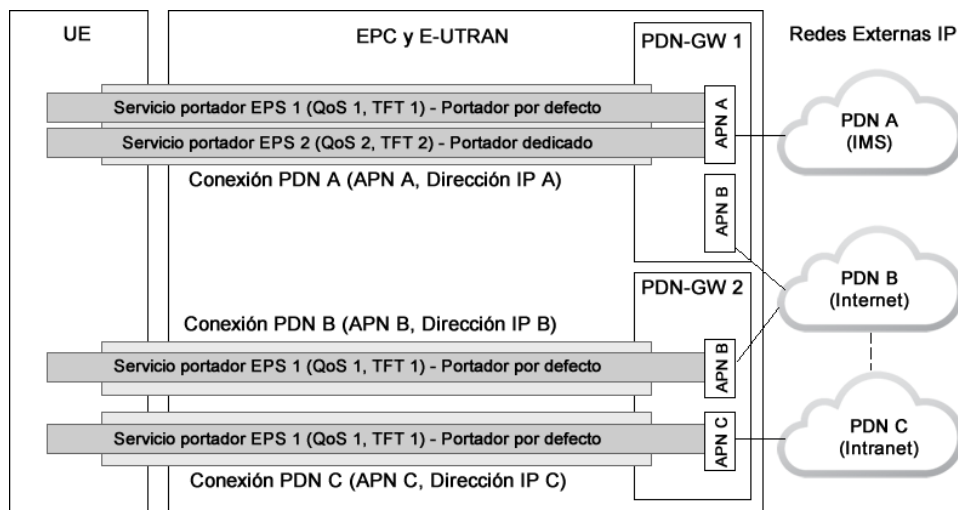 UE
EPC y E-UTRAN
PDN-GW 1
Redes Externas IP
Servicio portador EPS 1 (QoS 1, TFT 1) - Portador por defecto
Servicio portador EPS 2 (QoS 2, TFT 2) - Portador dedicado
APN A
PDN A
(IMS)
Conexión PDN A (APN A, Dirección IP A)
APN B
PDN B
(Internet)
PDN-GW 2
Conexión PDN B (APN B, Dirección IP B)
Servicio portador EPS 1 (QoS 1, TFT 1) - Portador por defecto
APN B
Servicio portador EPS 1 (QoS 1, TFT 1) - Portador por defecto
APN C
PDN C
(Intranet)
Conexión PDN C (APN C, Dirección IP C)